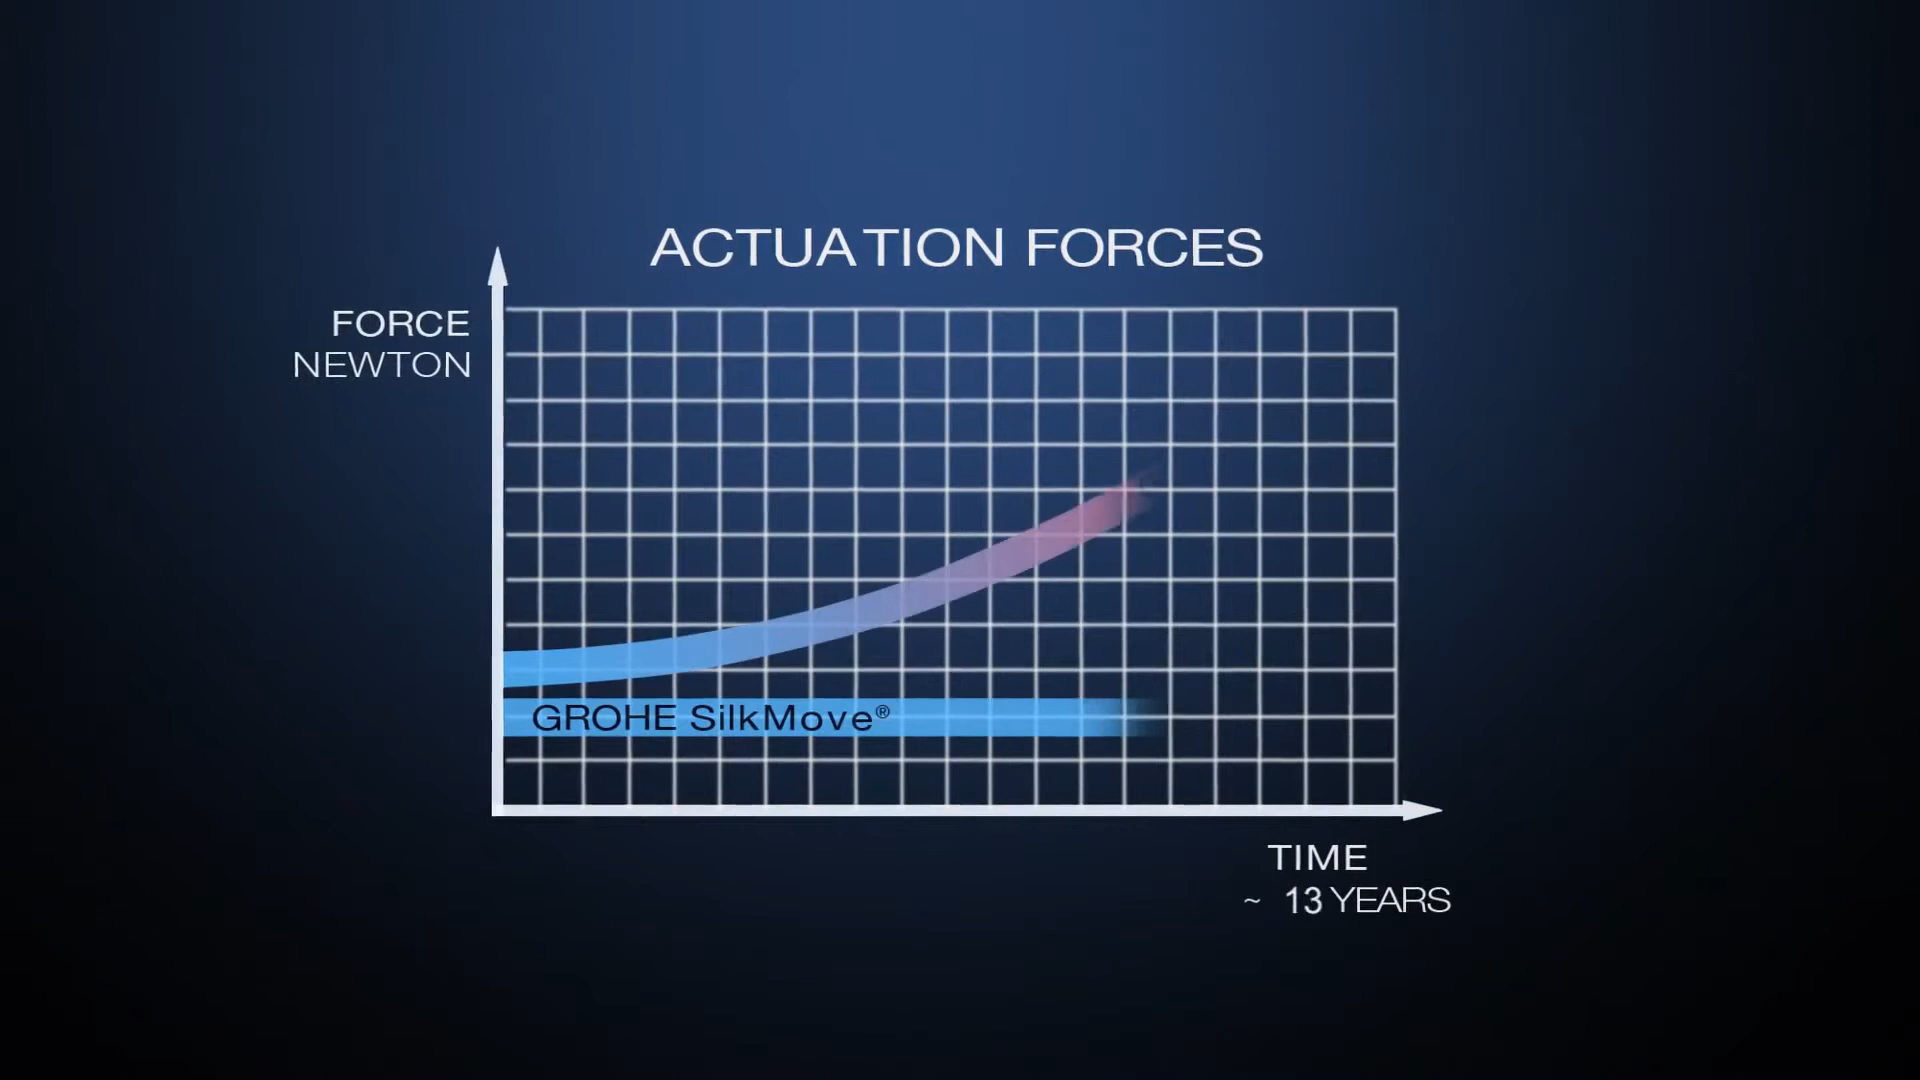 ACTUATION FORCES
FORCE
NEWTON
GROHE SilkMove®
TIME
~ 13 YEARS